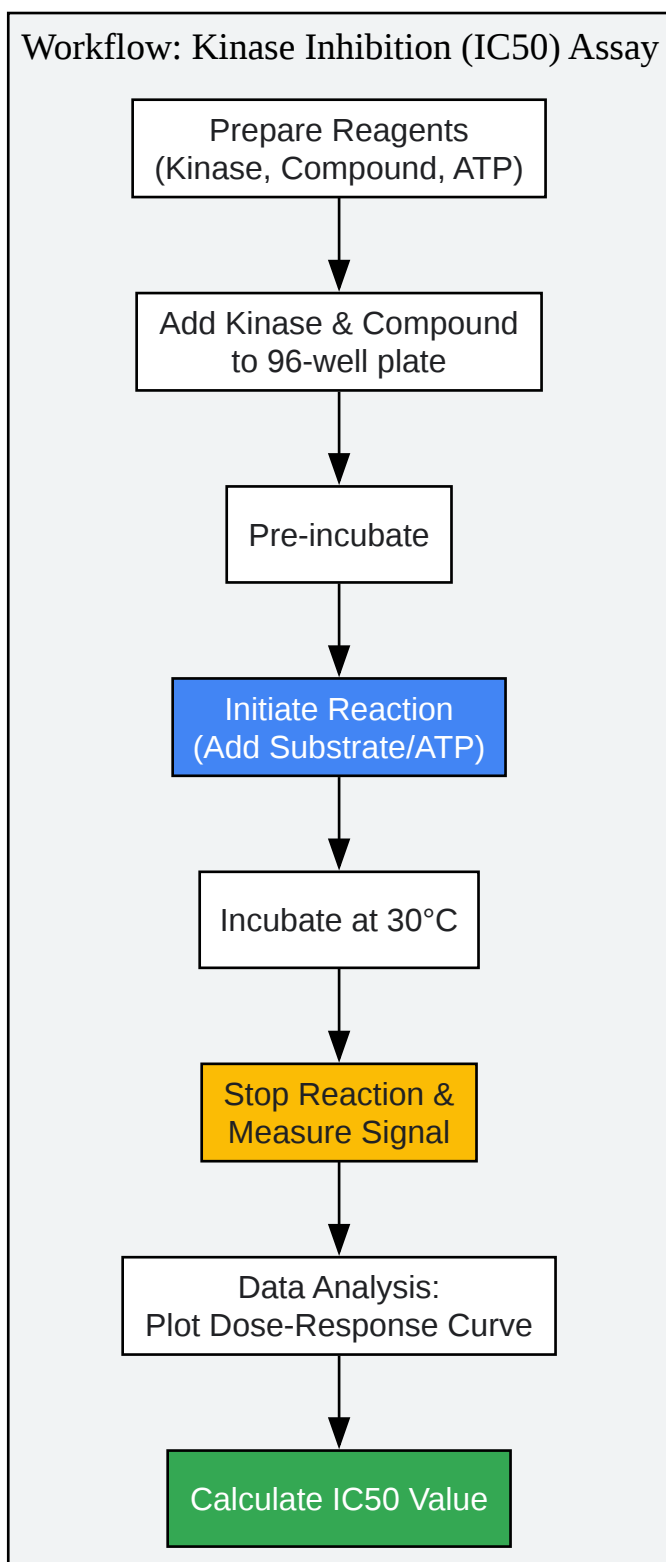 Workflow: Kinase Inhibition (IC50) Assay
Prepare Reagents
(Kinase, Compound, ATP)
Add Kinase & Compound
to 96-well plate
Pre-incubate
Initiate Reaction
(Add Substrate/ATP)
Incubate at 30°C
Stop Reaction &
Measure Signal
Data Analysis:
Plot Dose-Response Curve
Calculate IC50 Value